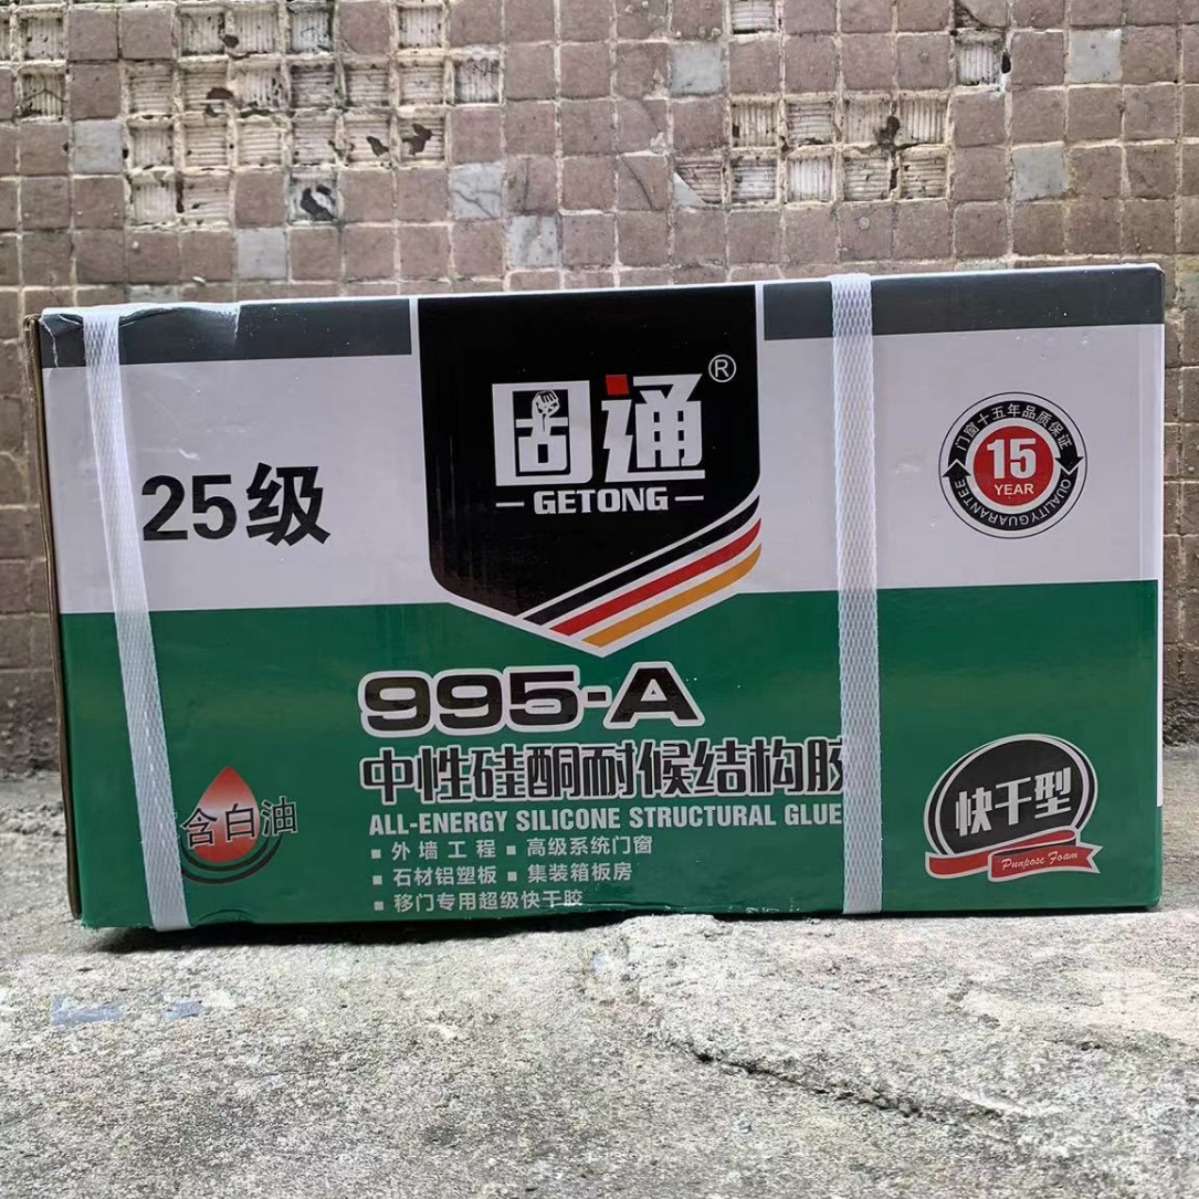 固通®
GETONG
25级
门窗十五年品质保证
15
YEAR
QUALITYGUARANTEE
995-A
中性硅酮耐候结构胶
ALL-ENERGY SILICONE STRUCTURAL GLUE
▪ 外墙工程 ▪ 高级系统门窗
▪ 石材铝塑板 ▪ 集装箱板房
▪ 移门专用超级快干胶
含白油
快干型
Punpose Foam